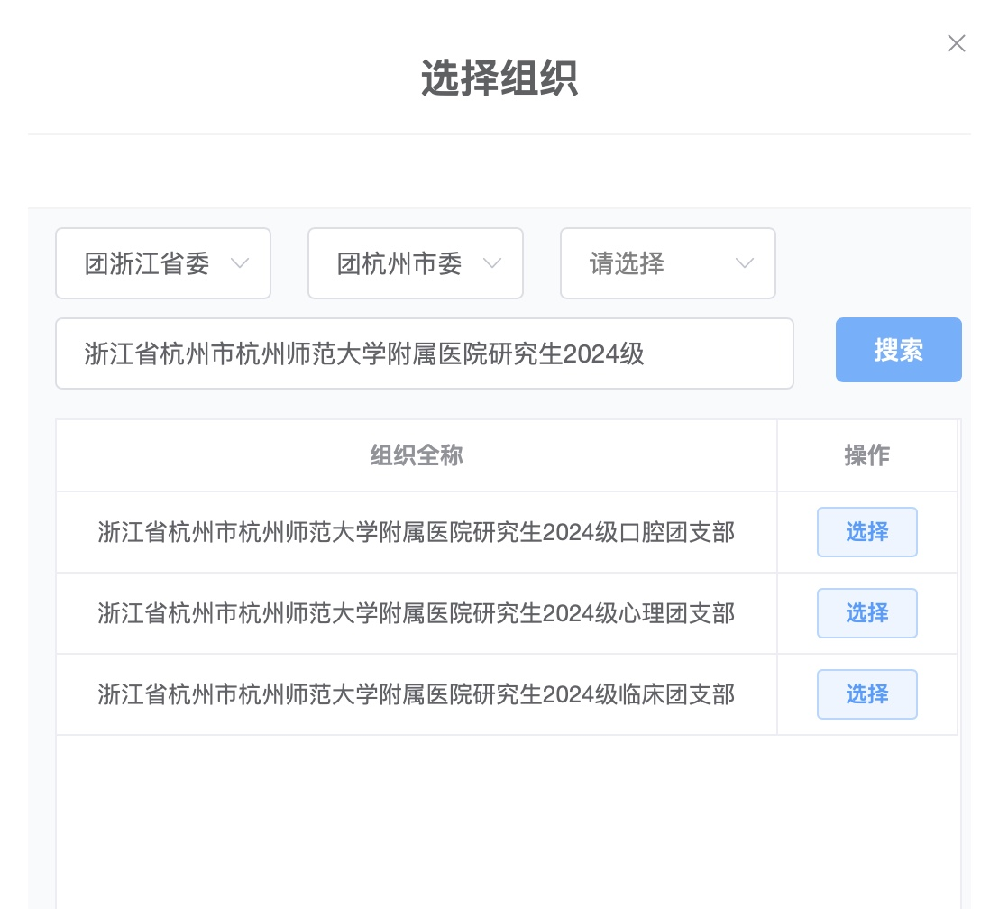 选择组织
团浙江省委 团杭州市委 请选择
浙江省杭州市杭州师范大学附属医院研究生2024级 搜索
组织全称 操作
浙江省杭州市杭州师范大学附属医院研究生2024级口腔团支部 选择
浙江省杭州市杭州师范大学附属医院研究生2024级心理团支部 选择
浙江省杭州市杭州师范大学附属医院研究生2024级临床团支部 选择